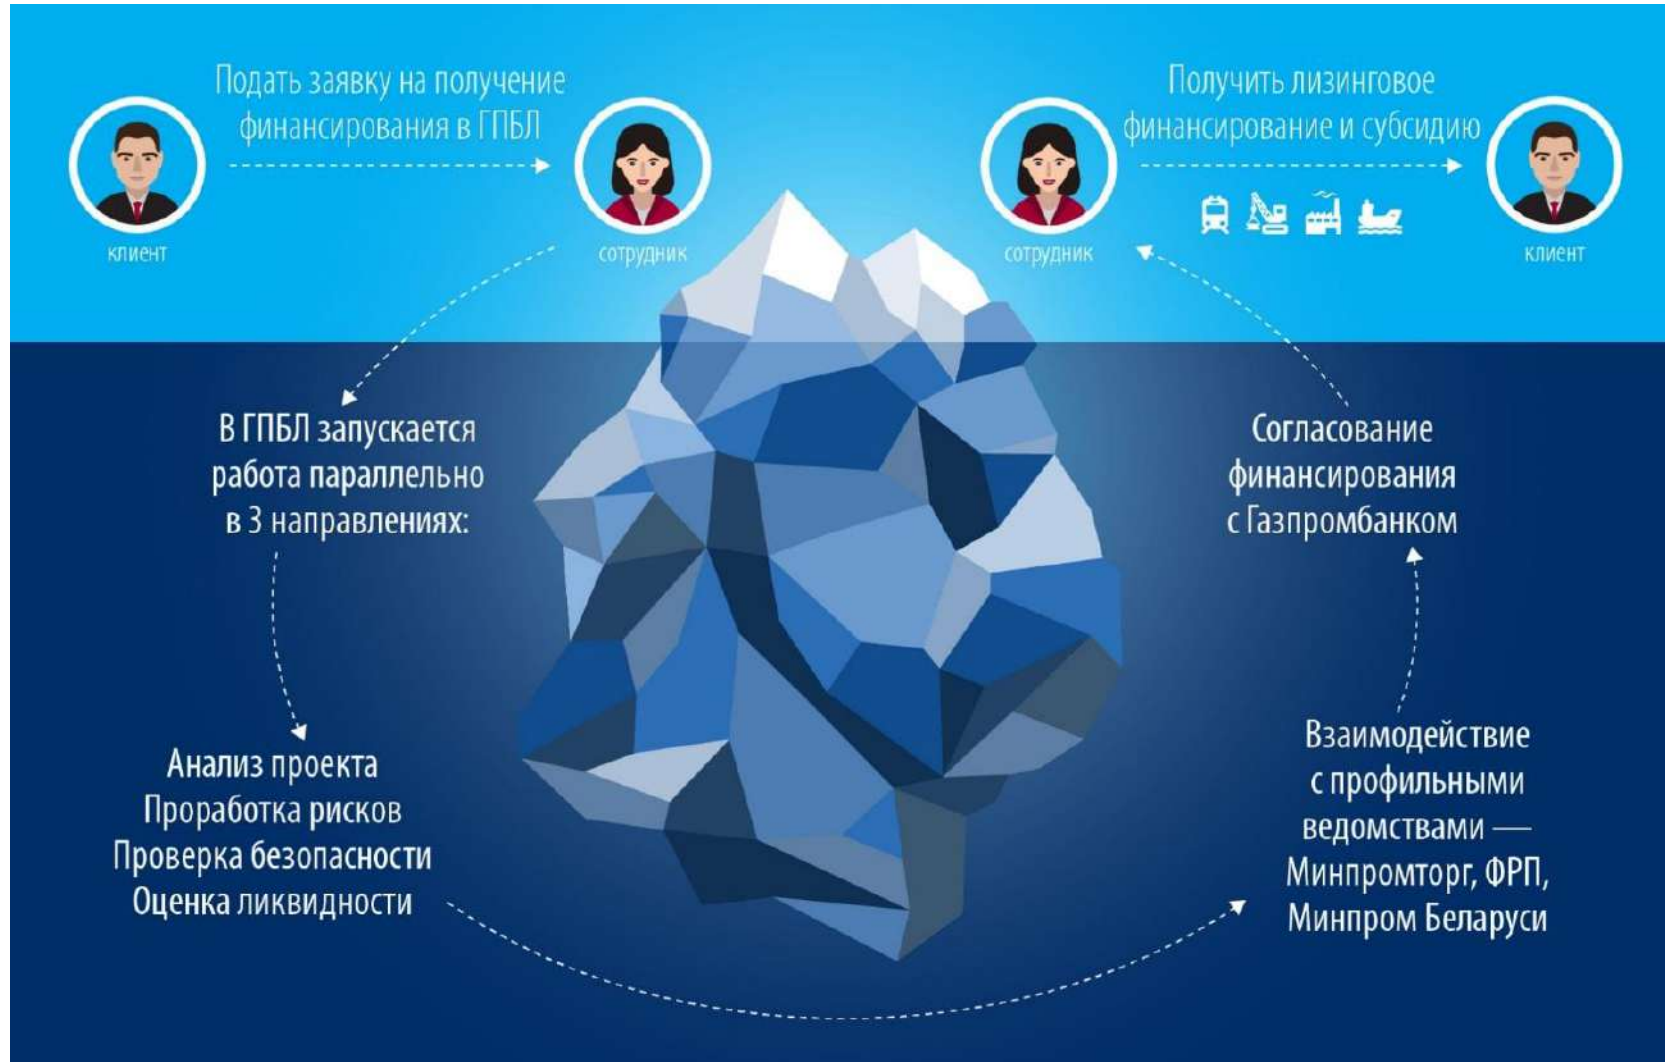 Подать заявку на получение
финансирования в ГПБЛ
клиент
сотрудник
Получить лизинговое
финансирование и субсидию
сотрудник
клиент
В ГПБЛ запускается
работа параллельно
в 3 направлениях:
Анализ проекта
Проработка рисков
Проверка безопасности
Оценка ликвидности
Взаимодействие
с профильными
ведомствами —
Минпромторг, ФРП,
Минпром Беларуси
Согласование
финансирования
с Газпромбанком